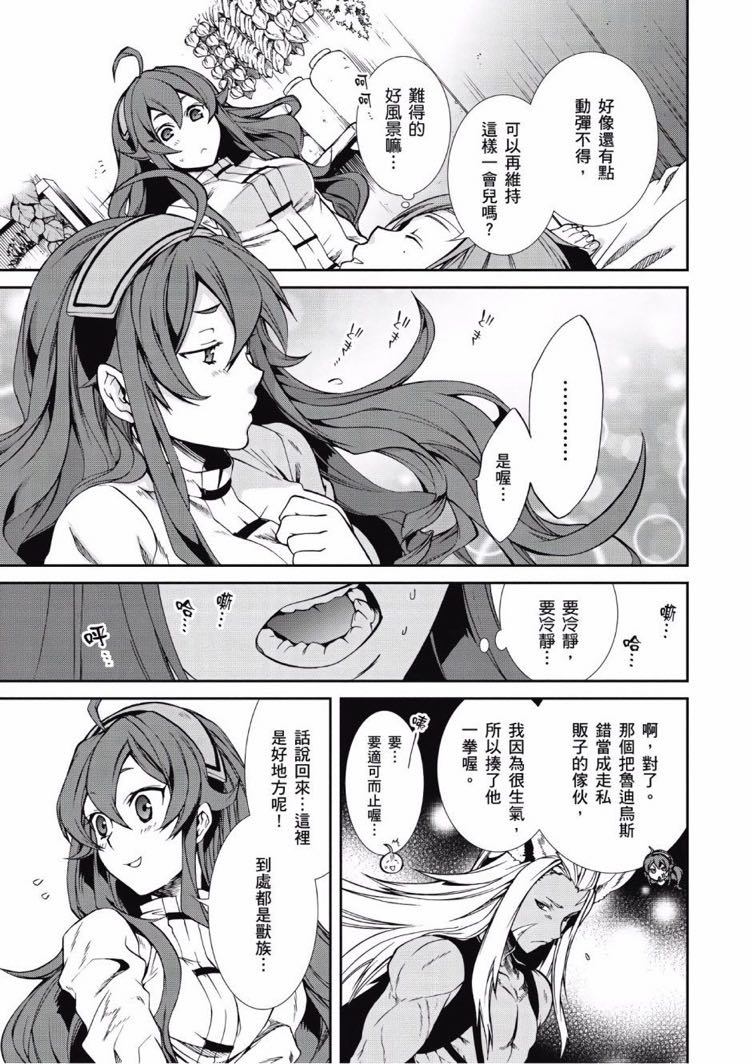 好像還有點
動彈不得，
可以再維持
這樣一會兒嗎？
難得的
好風景嘛…
呵呵
…………
是喔…
どき…
どき…
嘶…
哈…
要冷靜，
要冷靜…
嘶…
哈…
呼…
啊，對了。
那個把魯迪烏斯
錯當成走私
販子的傢伙，
我因為很生氣，
所以揍了他
一拳喔。
咦
要…
要適可而止喔…
話說回來…這裡
是好地方呢！
到處都是獸族…